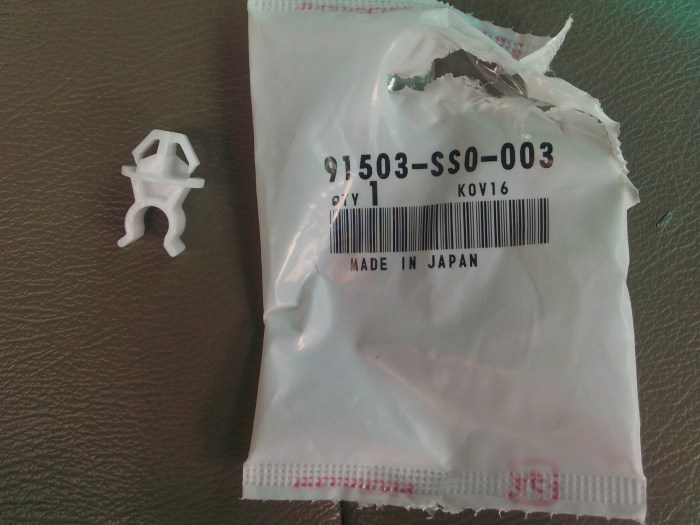 91503-SS0-003
QTY 1 KOV16
MADE IN JAPAN